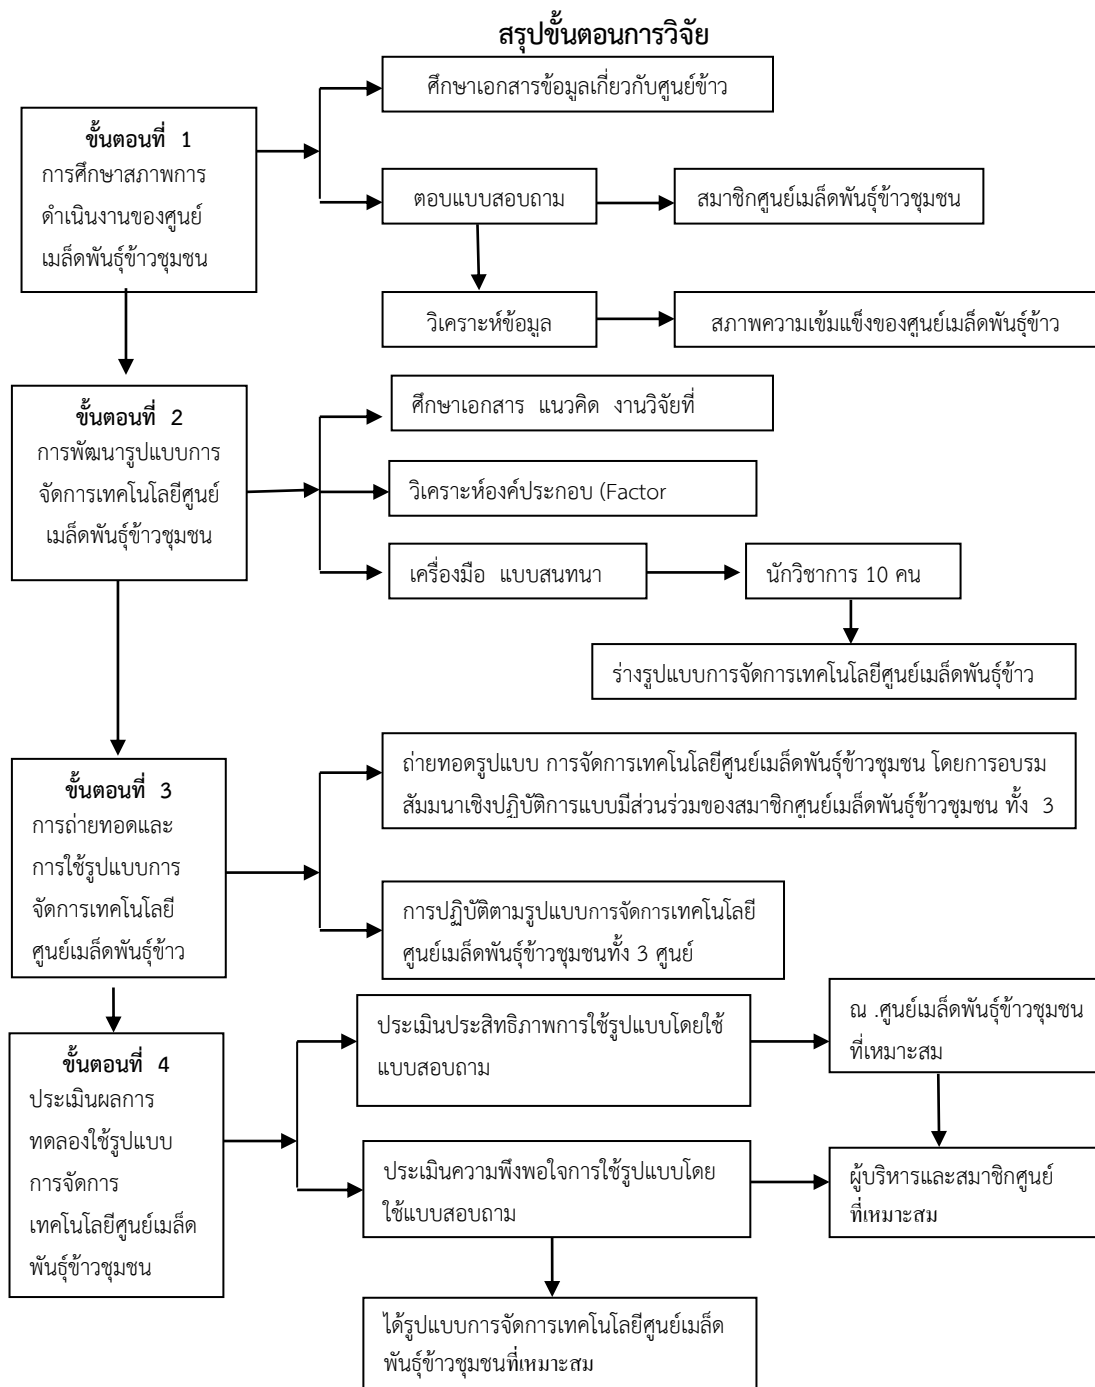 สรุปขั้นตอนการวิจัย
ขั้นตอนที่ 1
การศึกษาสภาพการ
ดำเนินงานของศูนย์
เมล็ดพันธุ์ข้าวชุมชน
ศึกษาเอกสารข้อมูลเกี่ยวกับศูนย์ข้าว
ตอบแบบสอบถาม
สมาชิกศูนย์เมล็ดพันธุ์ข้าวชุมชน
วิเคราะห์ข้อมูล
สภาพความเข้มแข็งของศูนย์เมล็ดพันธุ์ข้าว
ขั้นตอนที่ 2
การพัฒนารูปแบบการ
จัดการเทคโนโลยีศูนย์
เมล็ดพันธุ์ข้าวชุมชน
ศึกษาเอกสาร แนวคิด งานวิจัยที่
วิเคราะห์องค์ประกอบ (Factor
เครื่องมือ แบบสนทนา
นักวิชาการ 10 คน
ร่างรูปแบบการจัดการเทคโนโลยีศูนย์เมล็ดพันธุ์ข้าว
ขั้นตอนที่ 3
การถ่ายทอดและ
การใช้รูปแบบการ
จัดการเทคโนโลยี
ศูนย์เมล็ดพันธุ์ข้าว
ถ่ายทอดรูปแบบ การจัดการเทคโนโลยีศูนย์เมล็ดพันธุ์ข้าวชุมชน โดยการอบรม
สัมมนาเชิงปฏิบัติการแบบมีส่วนร่วมของสมาชิกศูนย์เมล็ดพันธุ์ข้าวชุมชน ทั้ง 3
การปฏิบัติตามรูปแบบการจัดการเทคโนโลยี
ศูนย์เมล็ดพันธุ์ข้าวชุมชนทั้ง 3 ศูนย์
ขั้นตอนที่ 4
ประเมินผลการ
ทดลองใช้รูปแบบ
การจัดการ
เทคโนโลยีศูนย์เมล็ด
พันธุ์ข้าวชุมชน
ประเมินประสิทธิภาพการใช้รูปแบบโดยใช้
แบบสอบถาม
ณ .ศูนย์เมล็ดพันธุ์ข้าวชุมชน
ที่เหมาะสม
ประเมินความพึงพอใจการใช้รูปแบบโดย
ใช้แบบสอบถาม
ผู้บริหารและสมาชิกศูนย์
ที่เหมาะสม
ได้รูปแบบการจัดการเทคโนโลยีศูนย์เมล็ด
พันธุ์ข้าวชุมชนที่เหมาะสม